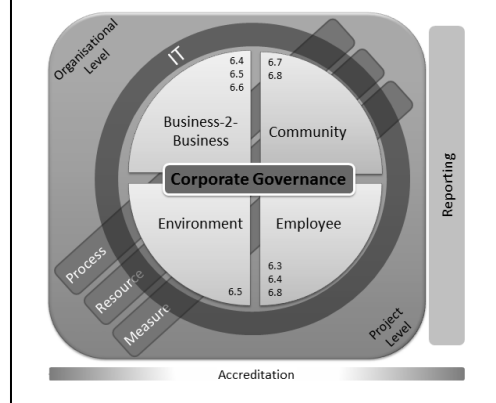 Organisational
Level
IT
6.4
6.5
6.6
6.7
6.8
Business-2-
Business
Community
Corporate Governance
Environment
Employee
6.3
6.4
6.8
6.5
Process
Resource
Measure
Project
Level
Reporting
Accreditation